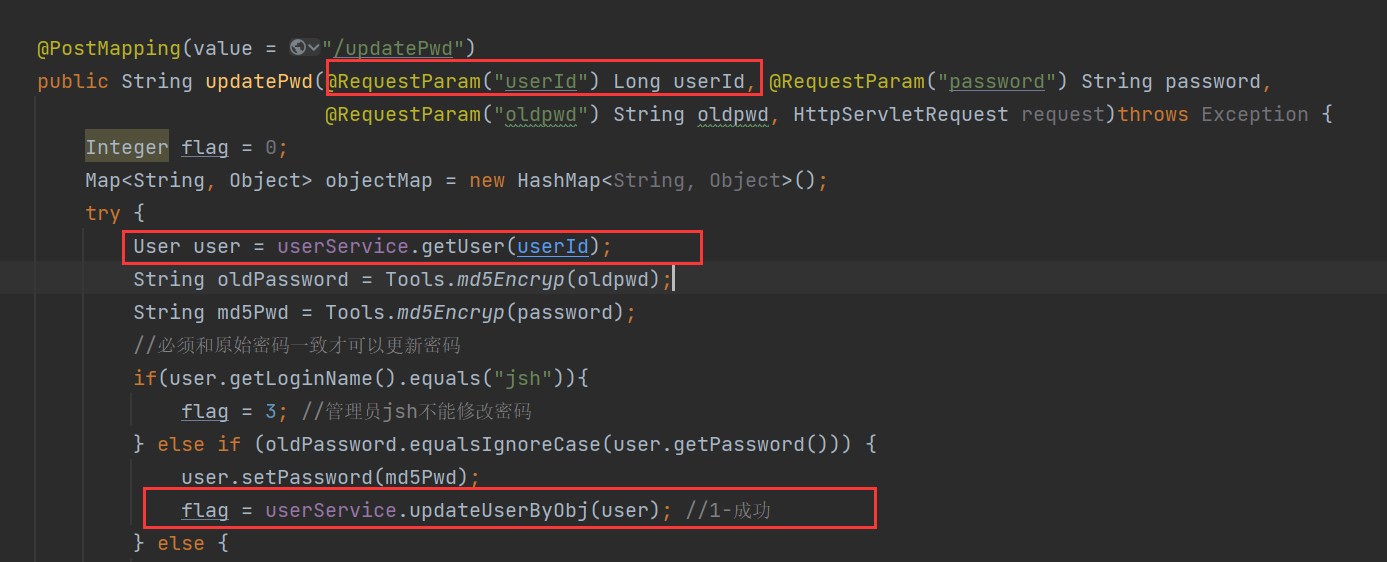 @PostMapping(value = "/updatePwd")
public String updatePwd(@RequestParam("userId") Long userId, @RequestParam("password") String password,
@RequestParam("oldpwd") String oldpwd, HttpServletRequest request)throws Exception {
Integer flag = 0;
Map<String, Object> objectMap = new HashMap<String, Object>();
try {
User user = userService.getUser(userId);
String oldPassword = Tools.md5Encryp(oldpwd);
String md5Pwd = Tools.md5Encryp(password);
//必须和原始密码一致才可以更新密码
if(user.getLoginName().equals("jsh")){
flag = 3; //管理员jsh不能修改密码
} else if (oldPassword.equalsIgnoreCase(user.getPassword())) {
user.setPassword(md5Pwd);
flag = userService.updateUserByObj(user); //1-成功
} else {